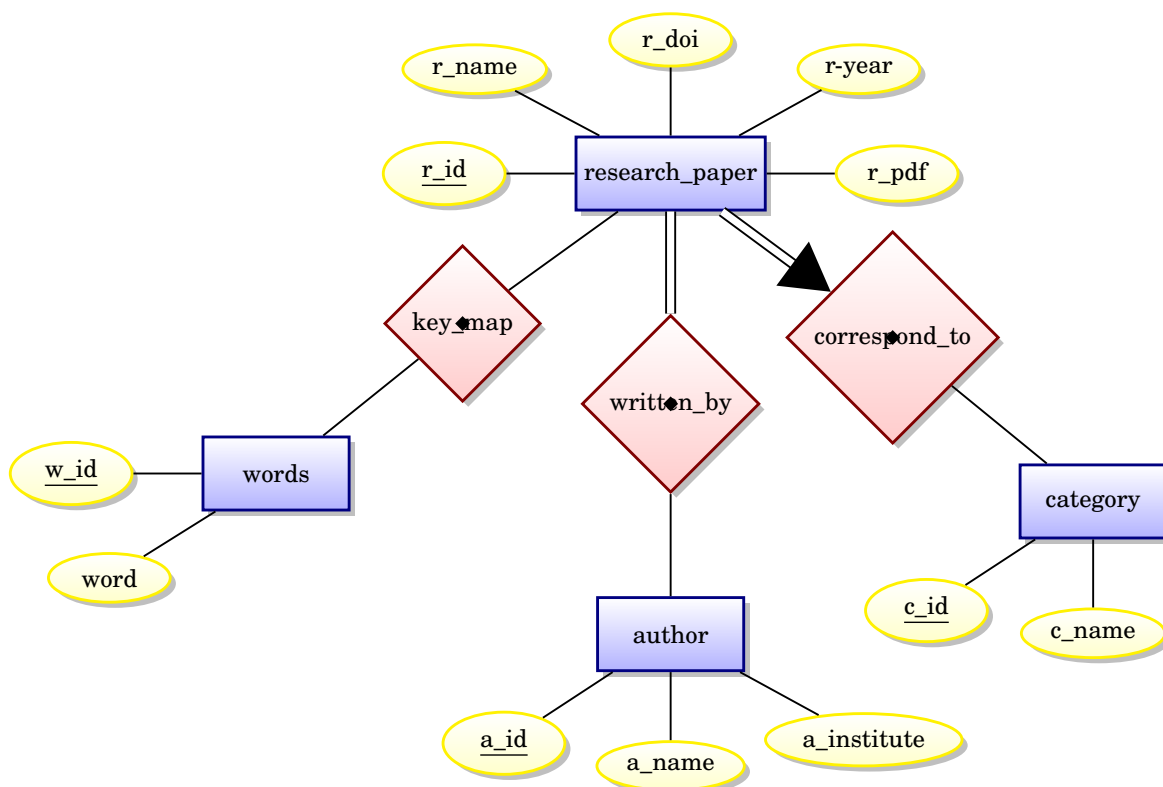 r_doi
r_name
r-year
r_id
research_paper
r_pdf
key_map
correspond_to
written_by
w_id
words
category
word
c_id
c_name
author
a_id
a_institute
a_name